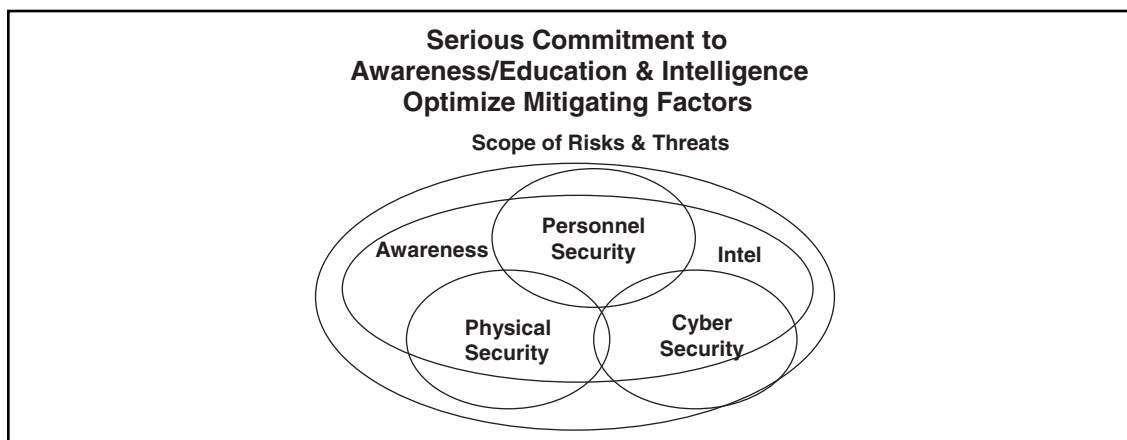 Serious Commitment to
Awareness/Education & Intelligence
Optimize Mitigating Factors
Scope of Risks & Threats
Personnel
Security
Awareness
Intel
Physical
Security
Cyber
Security